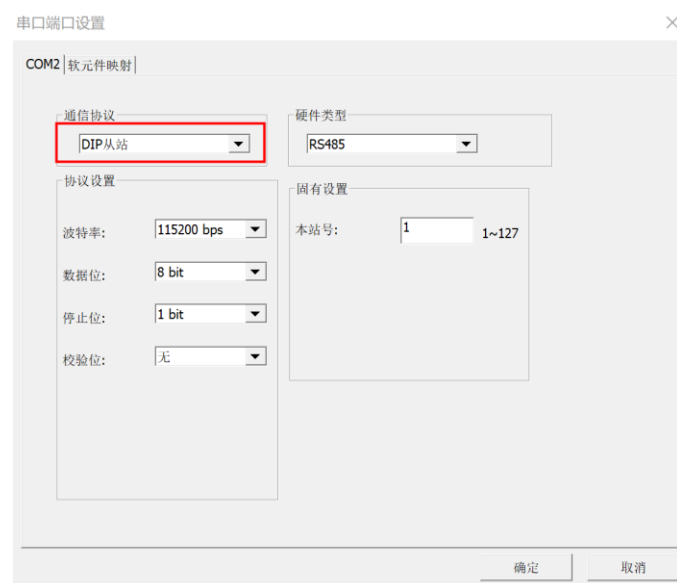 串口端口设置
COM2 软元件映射
通信协议
DIP从站
硬件类型
RS485
协议设置
波特率: 115200 bps
数据位: 8 bit
停止位: 1 bit
校验位: 无
固有设置
本站号: 1 1~127
确定 取消